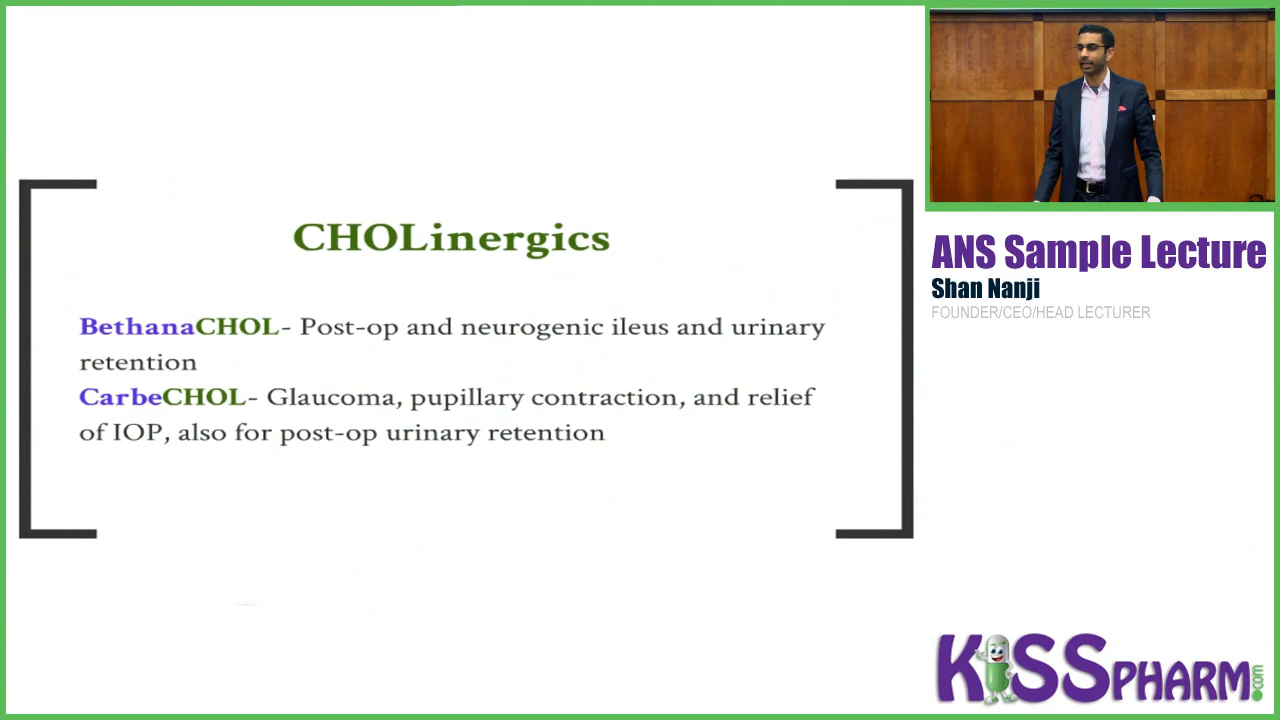 CHOLinergics
BethanaCHOL- Post-op and neurogenic ileus and urinary
retention
CarbeCHOL- Glaucoma, pupillary contraction, and relief
of IOP, also for post-op urinary retention
ANS Sample Lecture
Shan Nanji
FOUNDER/CEO/HEAD LECTURER
KiSSPHARM.com